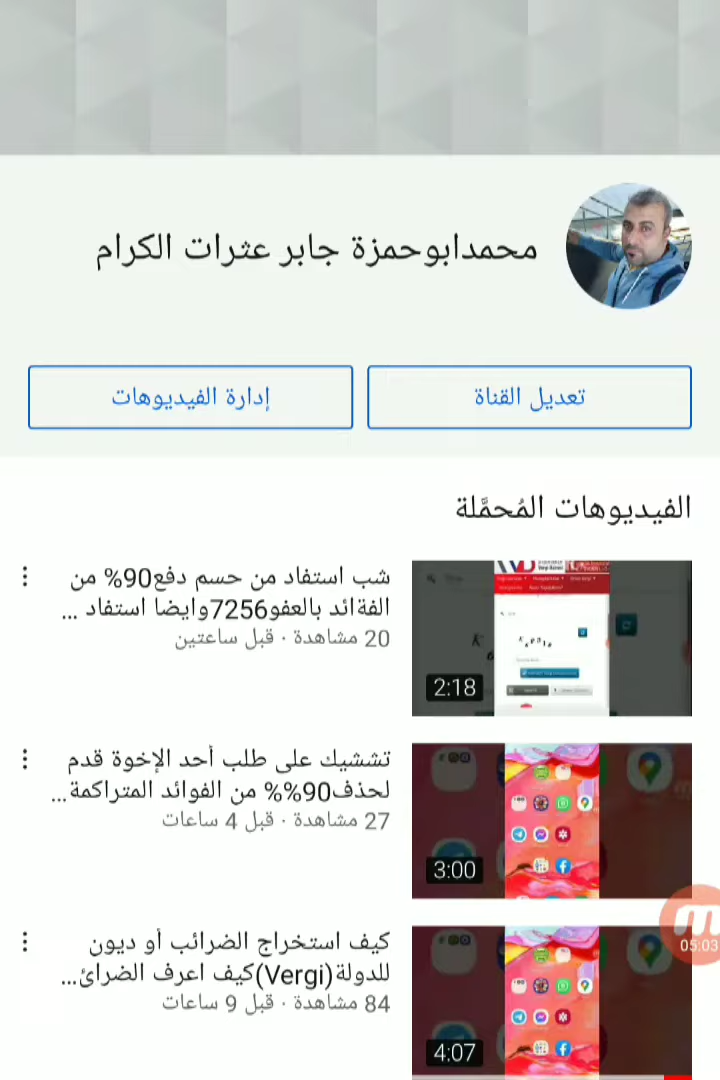 محمدابوحمزة جابر عثرات الكرام
تعديل القناة
إدارة الفيديوهات
الفيديوهات المُحمَّلة
شب استفاد من حسم دفع90% من
الفةائد بالعفو7256وايضا استفاد ...
20 مشاهدة · قبل ساعتين
2:18
تششيك على طلب أحد الإخوة قدم
لحذف90%% من الفوائد المتراكمة...
27 مشاهدة · قبل 4 ساعات
3:00
كيف استخراج الضرائب أو ديون
للدولة(Vergi)كيف اعرف الضرائ...
84 مشاهدة · قبل 9 ساعات
4:07
05:03